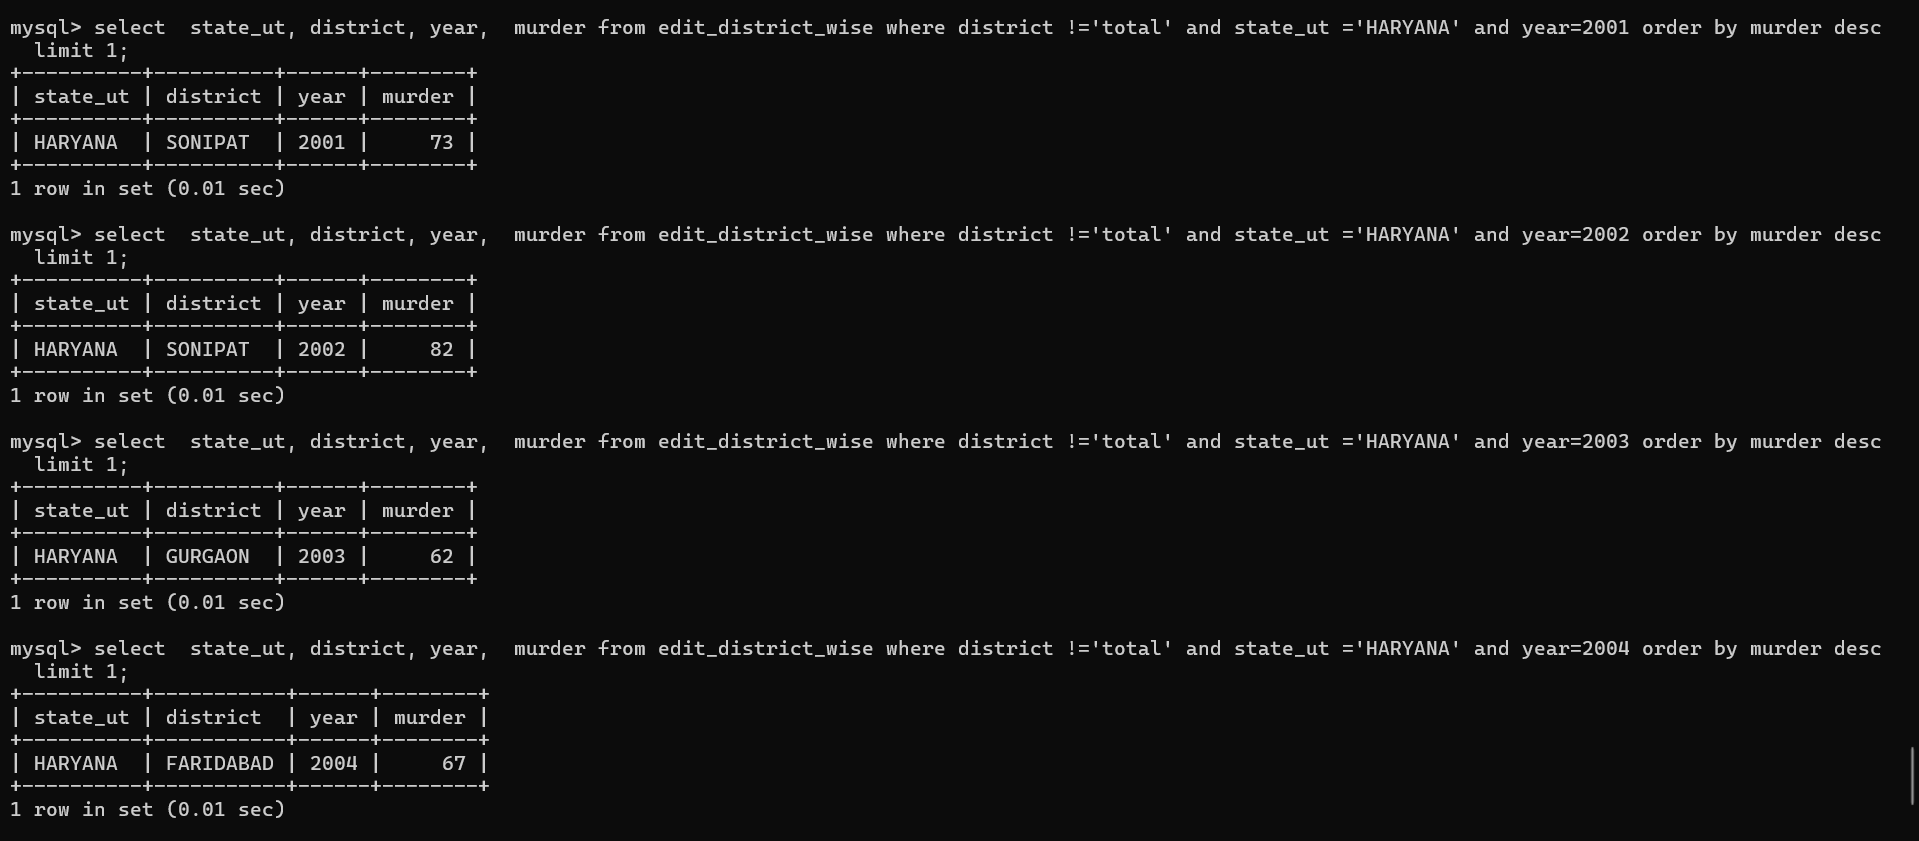 mysql> select  state_ut, district, year,  murder from edit_district_wise where district !='total' and state_ut ='HARYANA' and year=2001 order by murder desc
  limit 1;
+----------+----------+------+--------+
| state_ut | district | year | murder |
+----------+----------+------+--------+
| HARYANA  | SONIPAT  | 2001 |     73 |
+----------+----------+------+--------+
1 row in set (0.01 sec)

mysql> select  state_ut, district, year,  murder from edit_district_wise where district !='total' and state_ut ='HARYANA' and year=2002 order by murder desc
  limit 1;
+----------+----------+------+--------+
| state_ut | district | year | murder |
+----------+----------+------+--------+
| HARYANA  | SONIPAT  | 2002 |     82 |
+----------+----------+------+--------+
1 row in set (0.01 sec)

mysql> select  state_ut, district, year,  murder from edit_district_wise where district !='total' and state_ut ='HARYANA' and year=2003 order by murder desc
  limit 1;
+----------+----------+------+--------+
| state_ut | district | year | murder |
+----------+----------+------+--------+
| HARYANA  | GURGAON  | 2003 |     62 |
+----------+----------+------+--------+
1 row in set (0.01 sec)

mysql> select  state_ut, district, year,  murder from edit_district_wise where district !='total' and state_ut ='HARYANA' and year=2004 order by murder desc
  limit 1;
+----------+-----------+------+--------+
| state_ut | district  | year | murder |
+----------+-----------+------+--------+
| HARYANA  | FARIDABAD | 2004 |     67 |
+----------+-----------+------+--------+
1 row in set (0.01 sec)